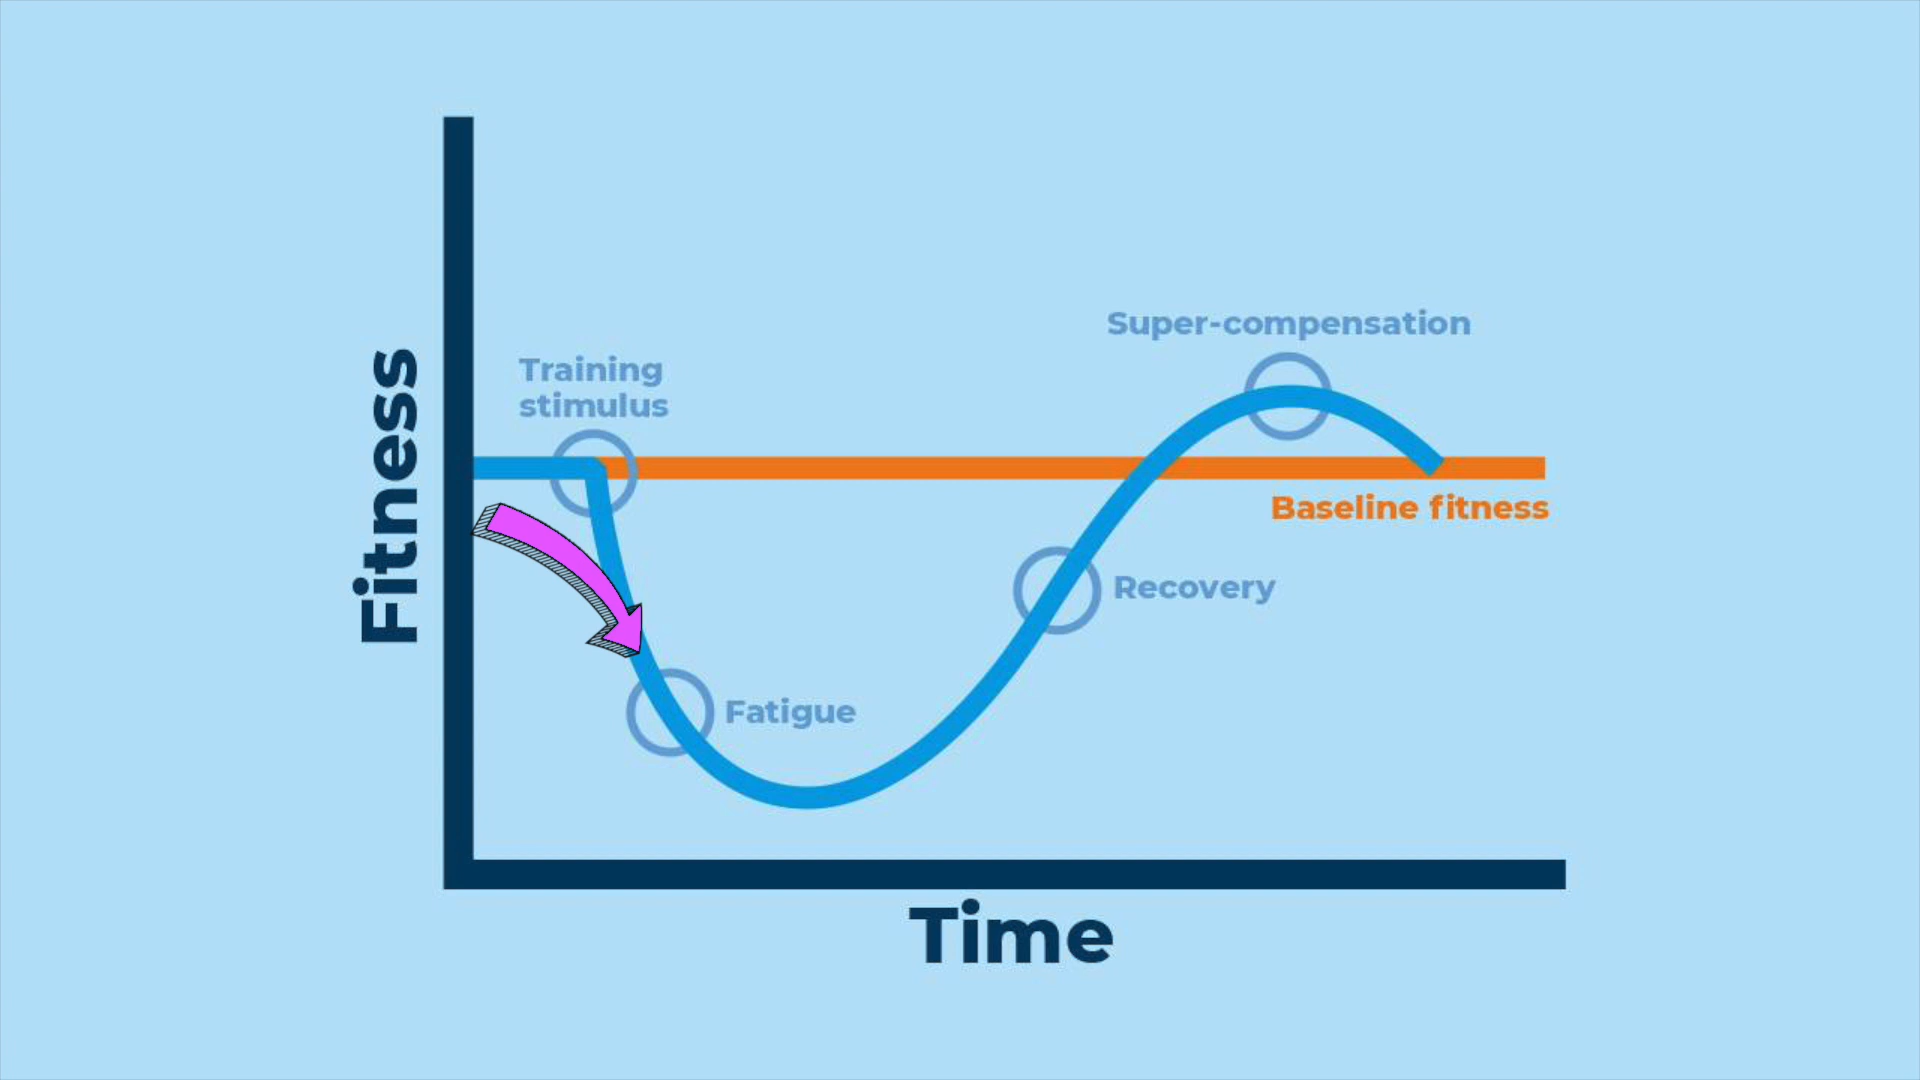 Super-compensation
Training
stimulus
Baseline fitness
Fitness
Recovery
Fatigue
Time